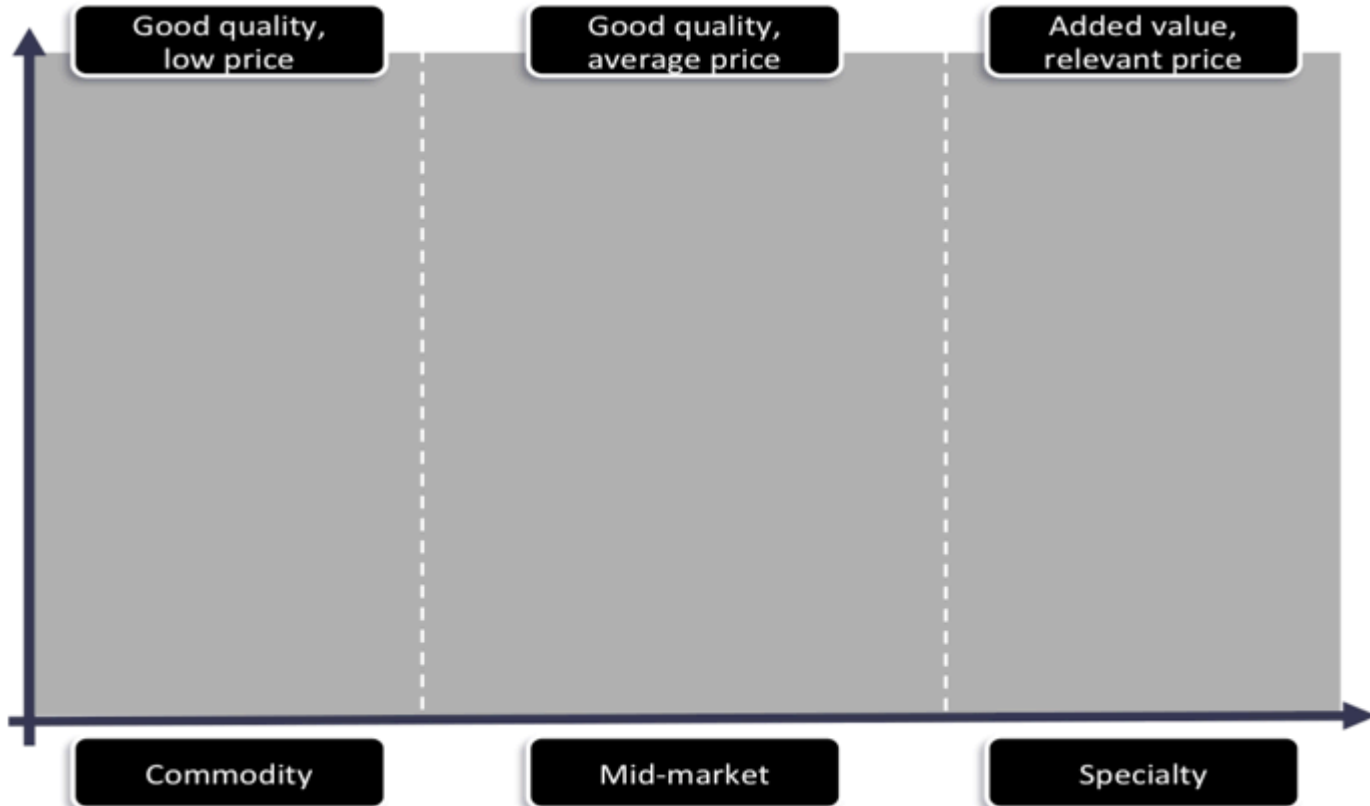 Good quality,
low price
Good quality,
average price
Added value,
relevant price
Commodity
Mid-market
Specialty